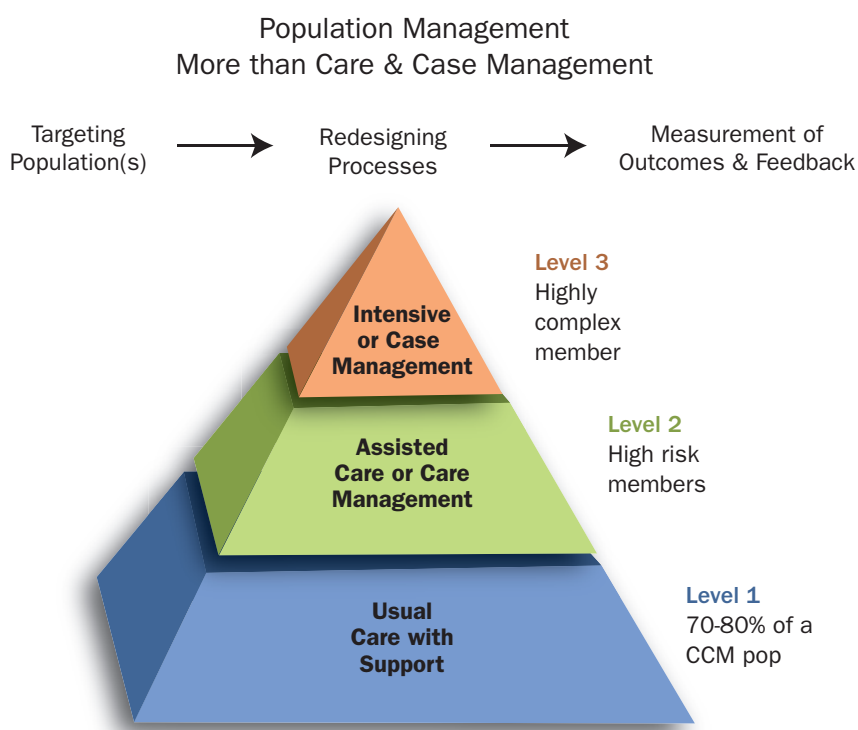 Population Management
More than Care & Case Management
Targeting
Population(s)
Redesigning
Processes
Measurement of
Outcomes & Feedback
Intensive
or Case
Management
Level 3
Highly
complex
member
Assisted
Care or Care
Management
Level 2
High risk
members
Usual
Care with
Support
Level 1
70-80% of a
CCM pop